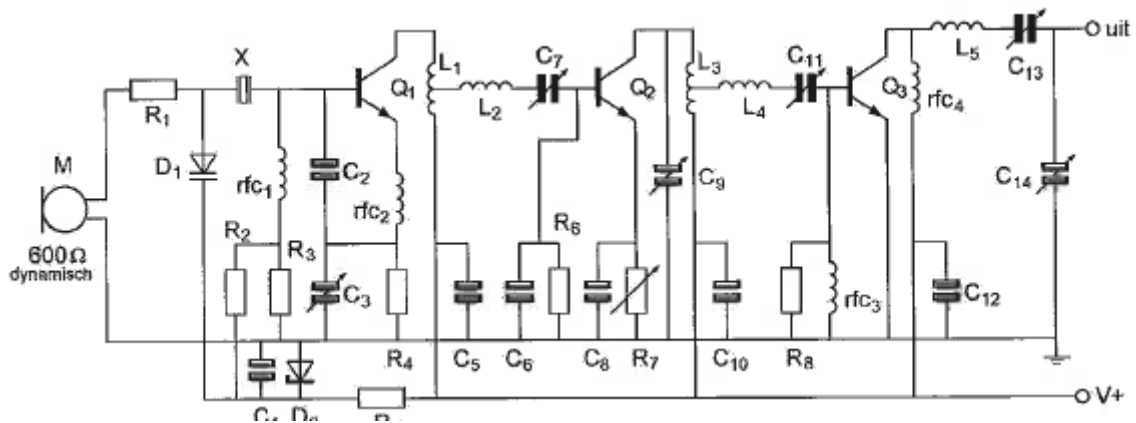 L5
C13
uit
X
L1
C7
L3
C11
Q1
L2
Q2
L4
Q3
rfc4
R1
D1
M
rfc1
C2
rfc2
C9
C14
600Ω
dynamisch
R2
R3
C3
R6
rfc3
C12
R4
C5
C6
C8
R7
C10
R8
V+